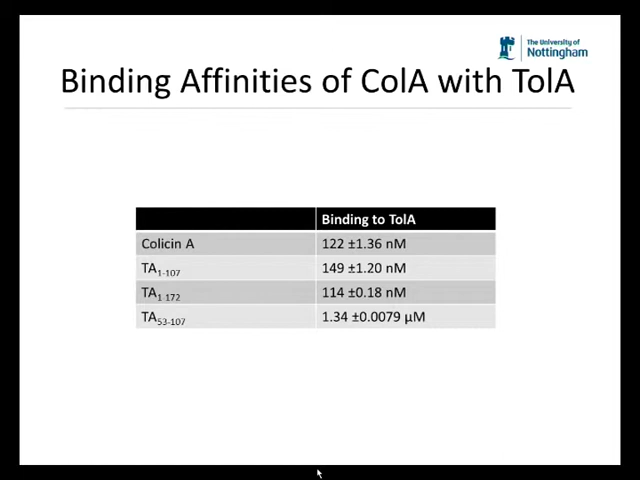 The University of
Nottingham
Binding Affinities of ColA with TolA
Binding to TolA
Colicin A 122 ±1.36 nM
TA1-107 149 ±1.20 nM
TA1 172 114 ±0.18 nM
TA53-107 1.34 ±0.0079 µM